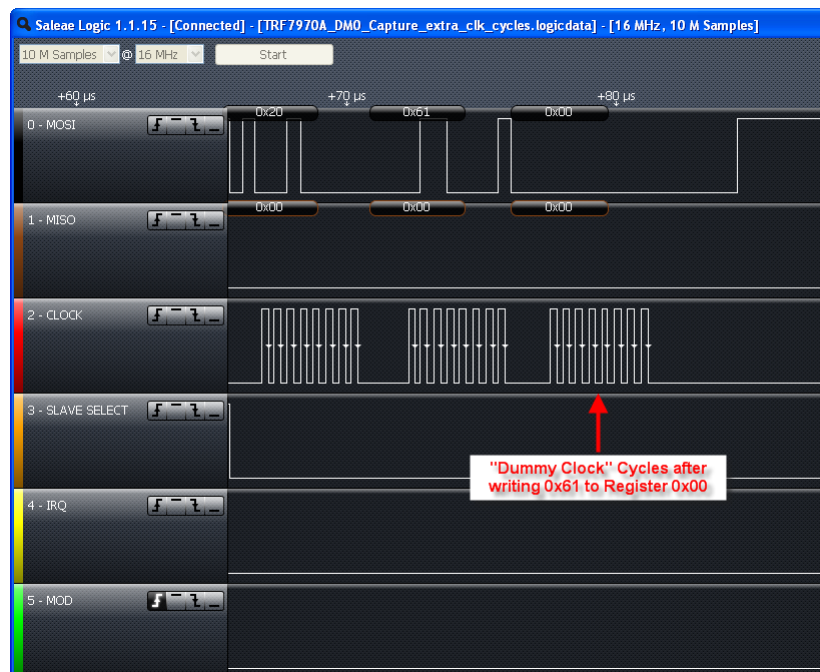 Saleae Logic 1.1.15 - [Connected] - [TRF7970A_DM0_Capture_extra_clk_cycles.logicdata] - [16 MHz, 10 M Samples]
10 M Samples @ 16 MHz Start
+60 µs +70 µs +80 µs
0 - MOSI 0x20 0x61 0x00
1 - MISO 0x00 0x00 0x00
2 - CLOCK
3 - SLAVE SELECT
"Dummy Clock" Cycles after
writing 0x61 to Register 0x00
4 - IRQ
5 - MOD